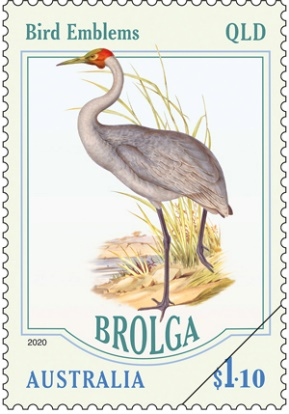 Bird Emblems QLD
BROLGA
2020
AUSTRALIA $1·10